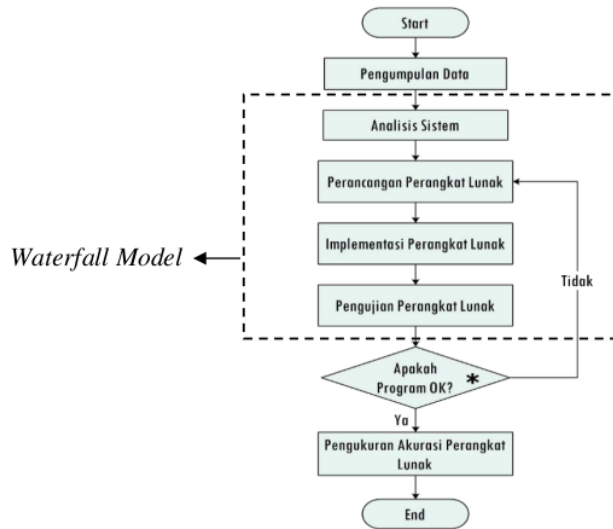 Start
Pengumpulan Data
Analisis Sistem
Perancangan Perangkat Lunak
Implementasi Perangkat Lunak
Waterfall Model
Tidak
Pengujian Perangkat Lunak
Apakah
Program OK? *
Ya
Pengukuran Akurasi Perangkat
Lunak
End